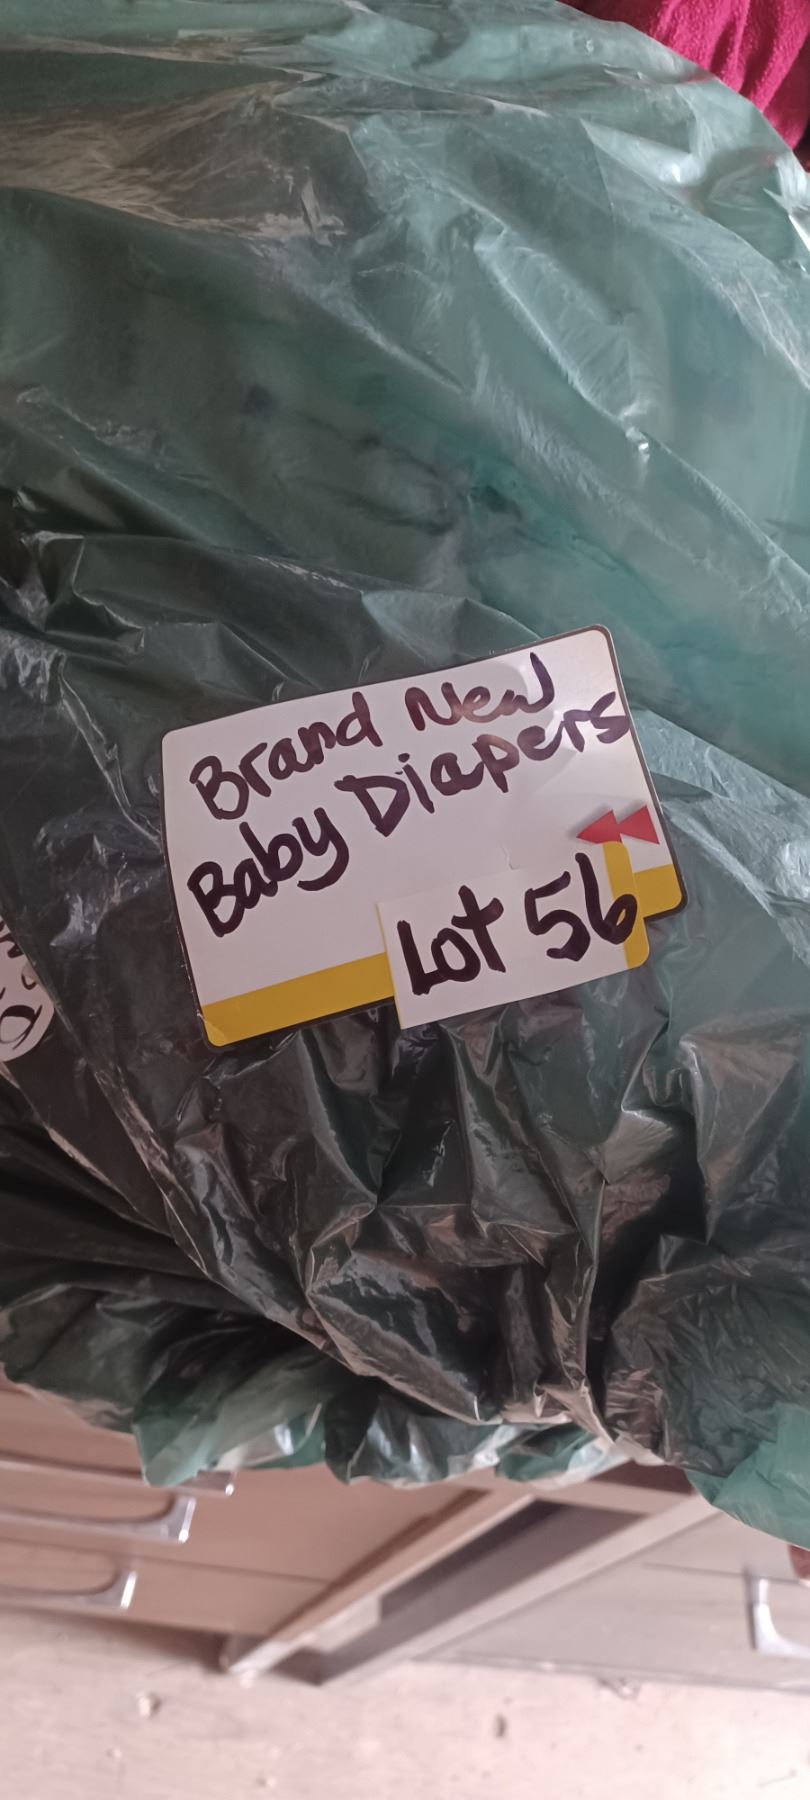 Brand New
Baby Diapers
Lot 56